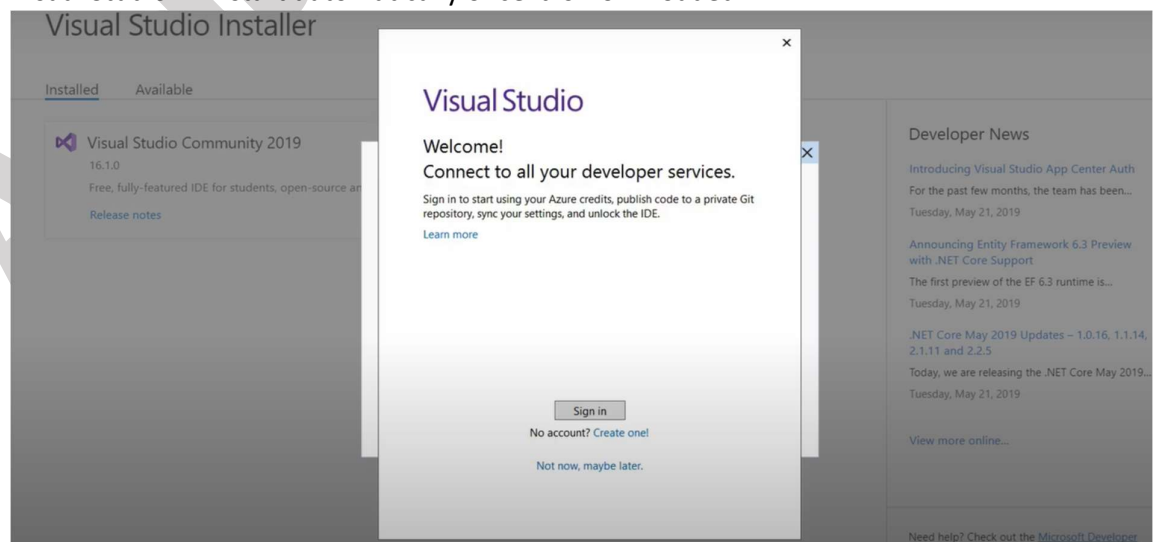 Visual Studio Installer
Installed Available
Visual Studio Community 2019
16.1.0
Free, fully-featured IDE for students, open-source an
Release notes
Visual Studio
Welcome!
Connect to all your developer services.
Sign in to start using your Azure credits, publish code to a private Git
repository, sync your settings, and unlock the IDE.
Learn more
Sign in
No account? Create one!
Not now, maybe later.
Developer News
Introducing Visual Studio App Center Auth
For the past few months, the team has been...
Tuesday, May 21, 2019
Announcing Entity Framework 6.3 Preview
with .NET Core Support
The first preview of the EF 6.3 runtime is...
Tuesday, May 21, 2019
.NET Core May 2019 Updates – 1.0.16, 1.1.14,
2.1.11 and 2.2.5
Today, we are releasing the .NET Core May 2019...
Tuesday, May 21, 2019
View more online...
Need help? Check out the Microsoft Developer